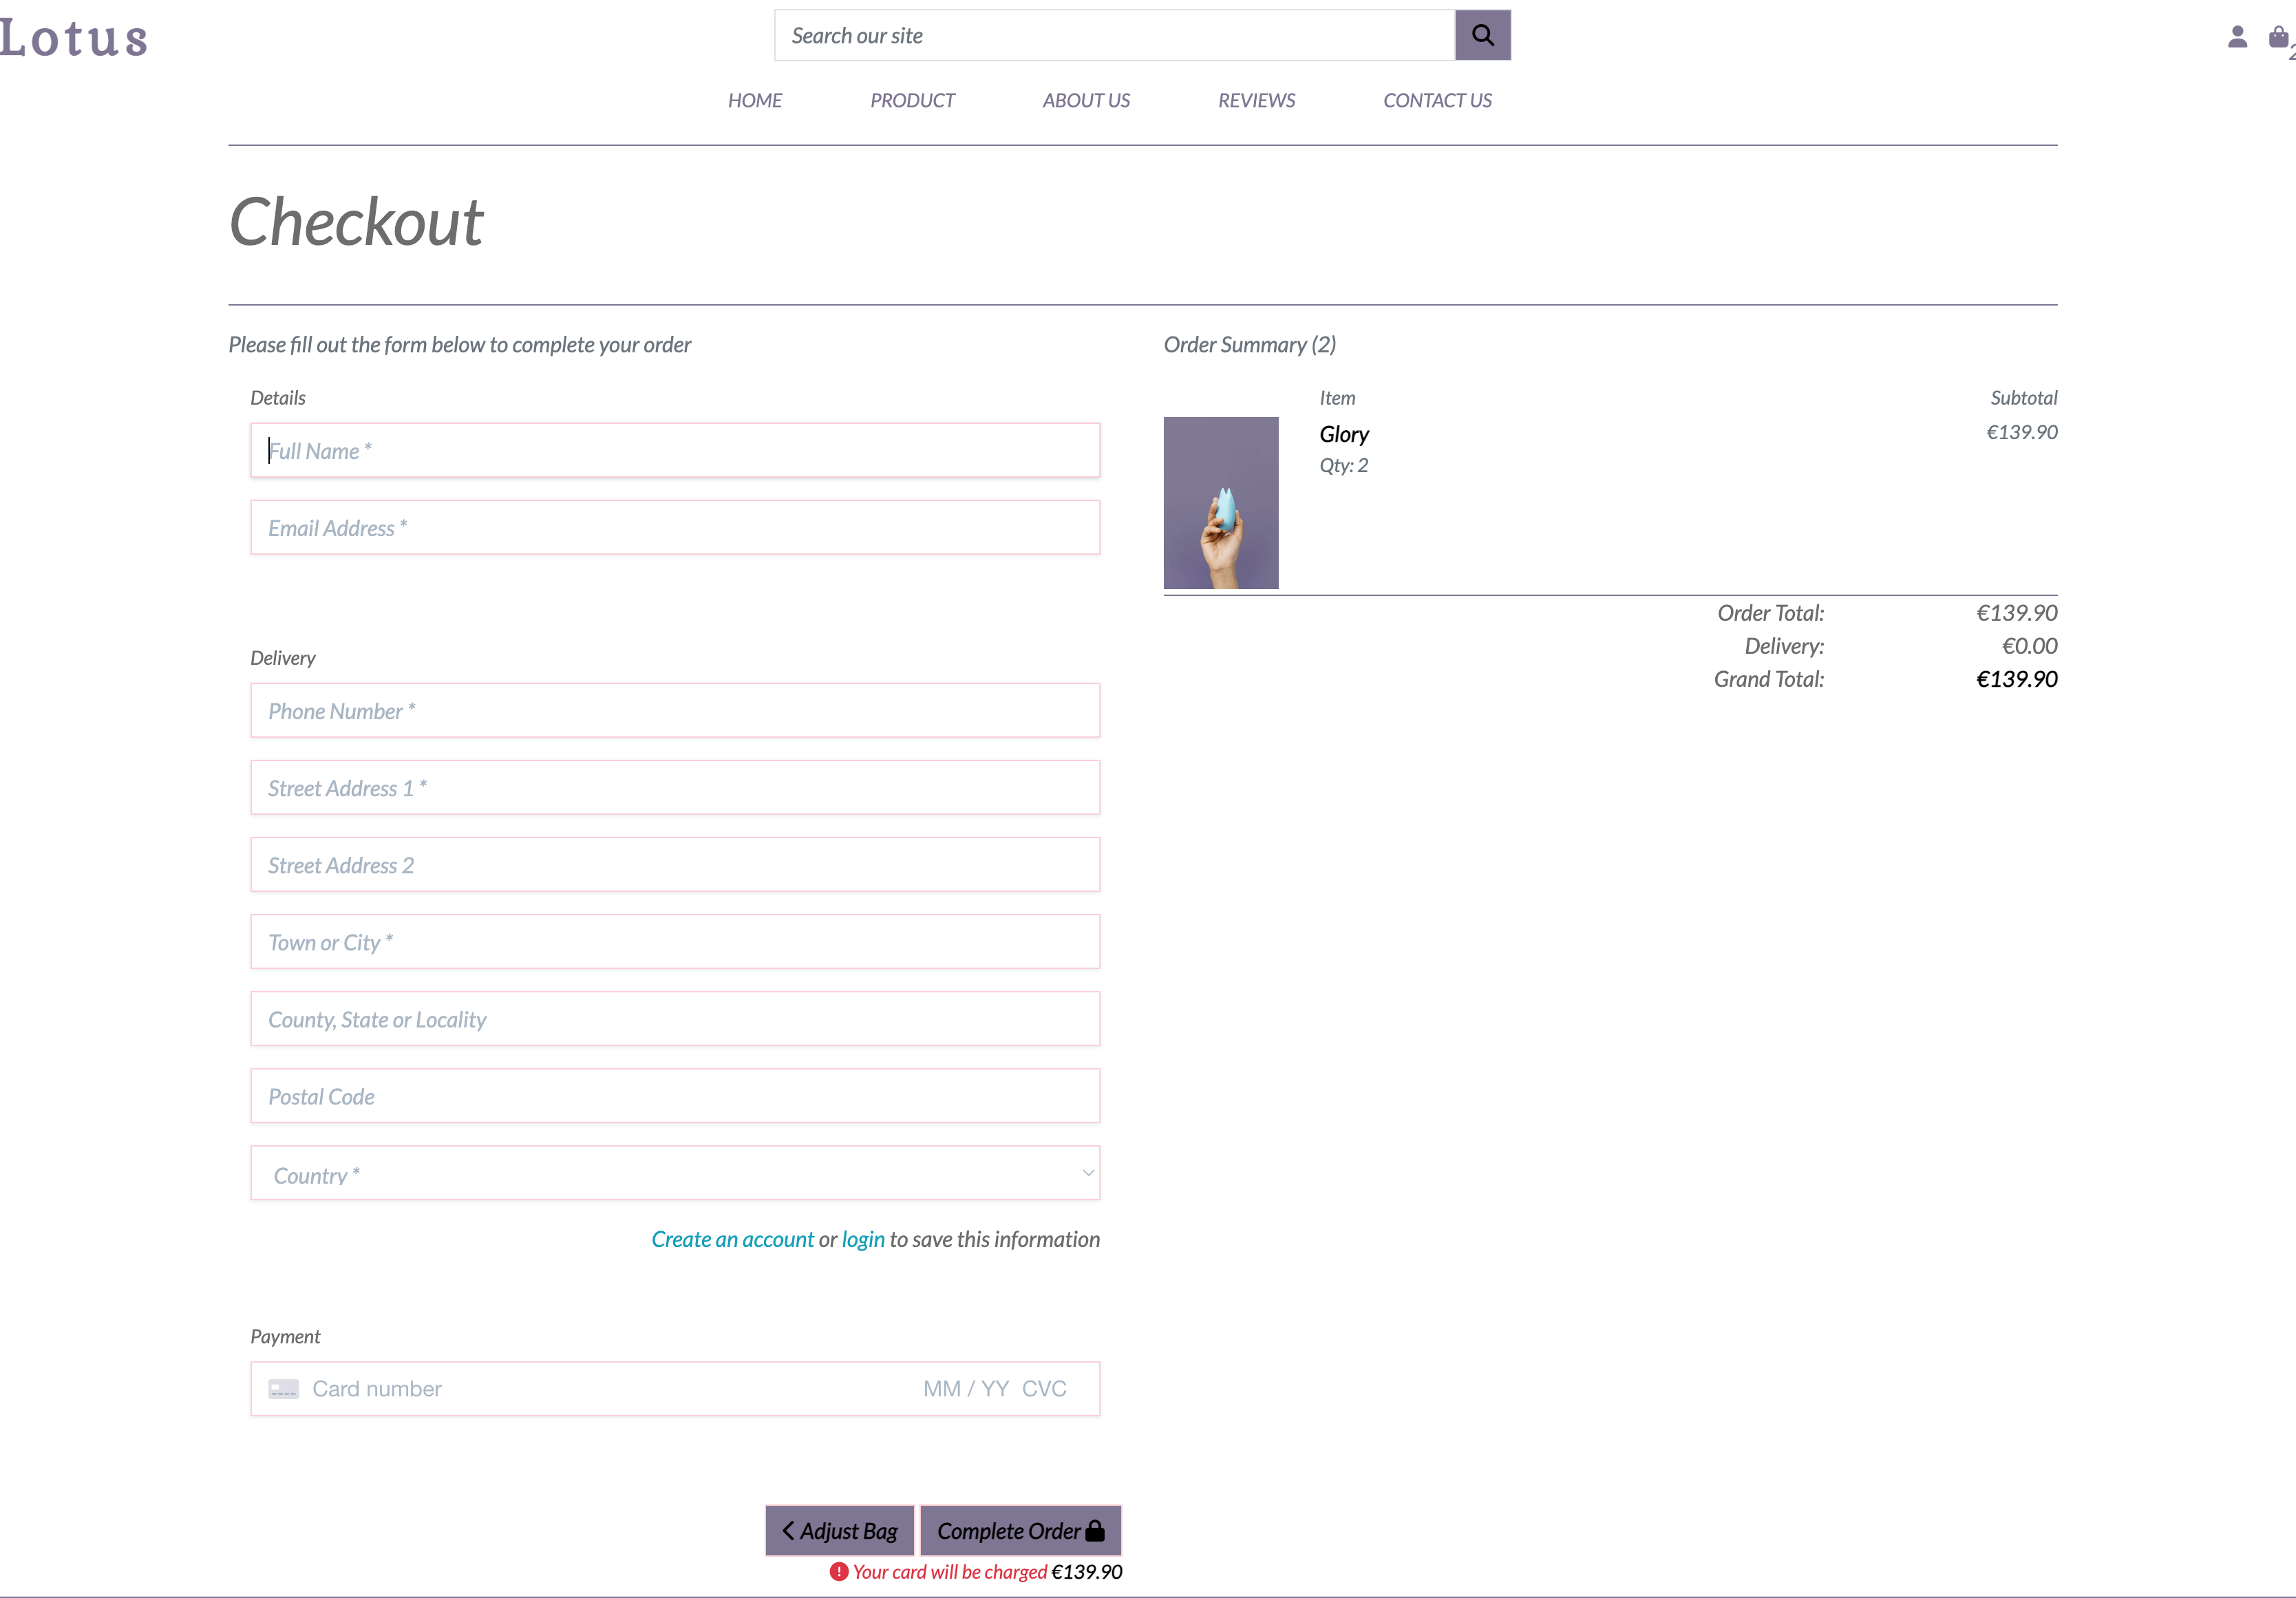 Lotus
Search our site
2
HOME PRODUCT ABOUT US REVIEWS CONTACT US
Checkout
Please fill out the form below to complete your order
Details
Full Name *
Email Address *
Delivery
Phone Number *
Street Address 1 *
Street Address 2
Town or City *
County, State or Locality
Postal Code
Country *
Create an account or login to save this information
Payment
Card number MM / YY CVC
Adjust Bag Complete Order
Your card will be charged €139.90
Order Summary (2)
Item Subtotal
Glory €139.90
Qty: 2
Order Total: €139.90
Delivery: €0.00
Grand Total: €139.90